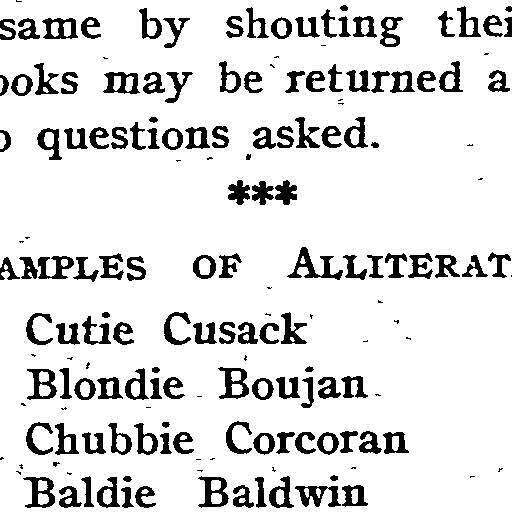 same by shouting thei
ooks may be returned a
o questions asked.
***
AMPLES OF ALLITERAT
Cutie Cusack
Blondie Boujan
Chubbie Corcoran
Baldie Baldwin